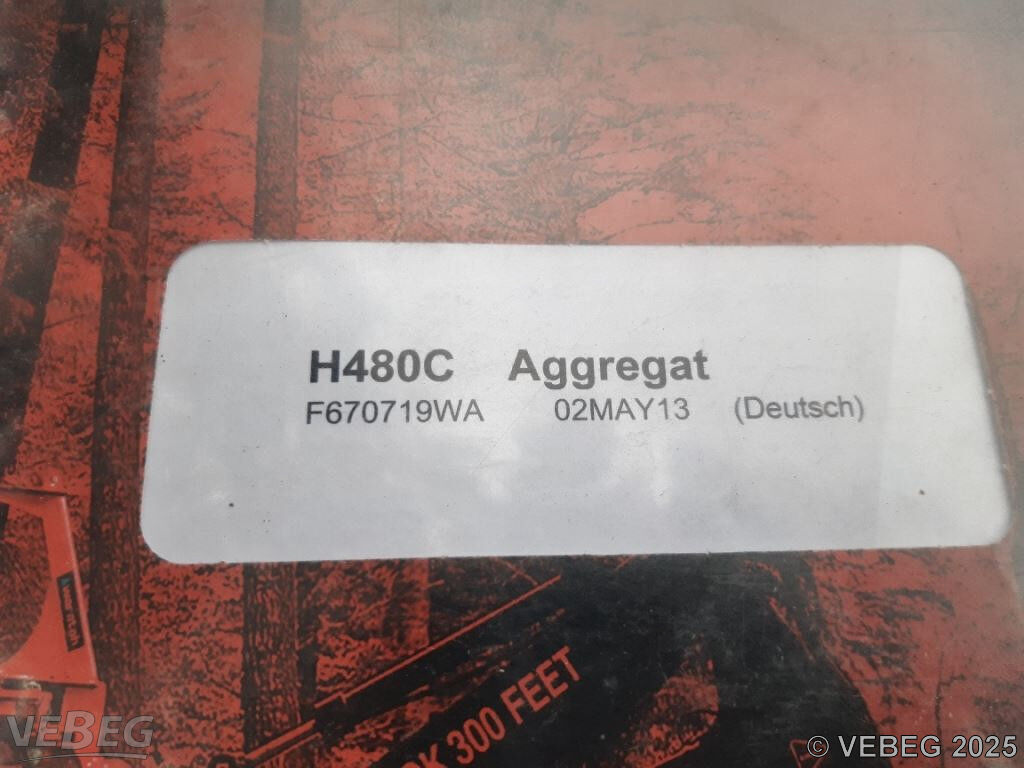 H480C Aggregat
F670719WA 02MAY13 (Deutsch)
300 FEET
VEBEG
© VEBEG 2025